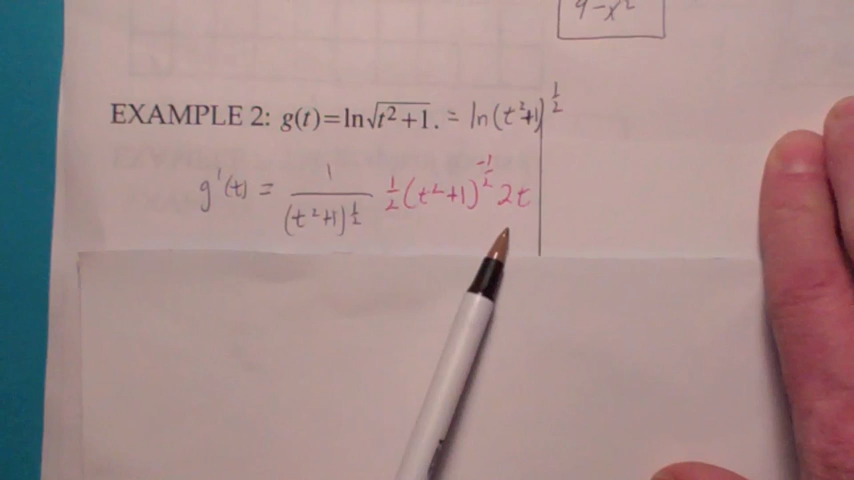 9-x²
EXAMPLE 2: g(t)=ln√(t²+1). = ln(t²+1)^(1/2)
g'(t) = 1/(t²+1)^(1/2) 1/2 (t²+1)^(-1/2) 2t